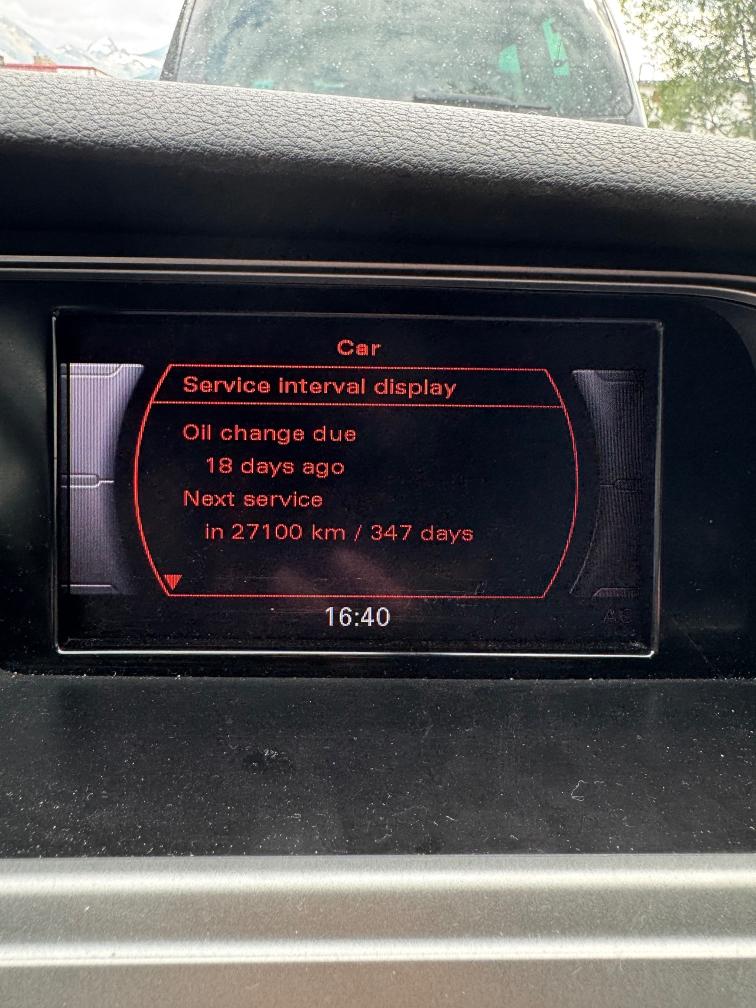 Car
Service interval display
Oil change due
18 days ago
Next service
in 27100 km / 347 days
16:40